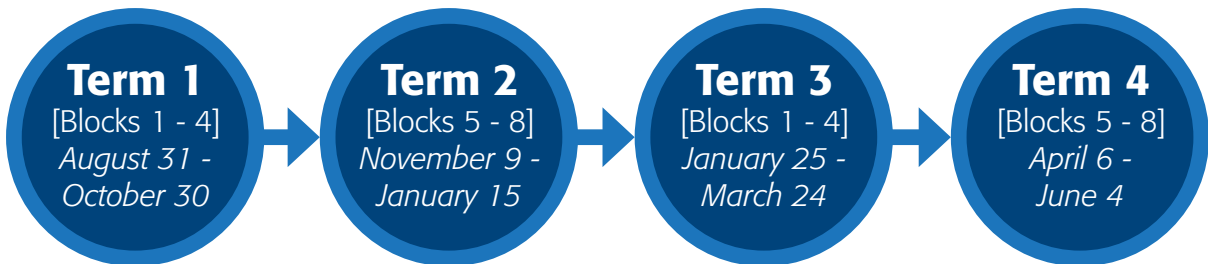 Term 1
[Blocks 1 - 4]
August 31 -
October 30
Term 2
[Blocks 5 - 8]
November 9 -
January 15
Term 3
[Blocks 1 - 4]
January 25 -
March 24
Term 4
[Blocks 5 - 8]
April 6 -
June 4